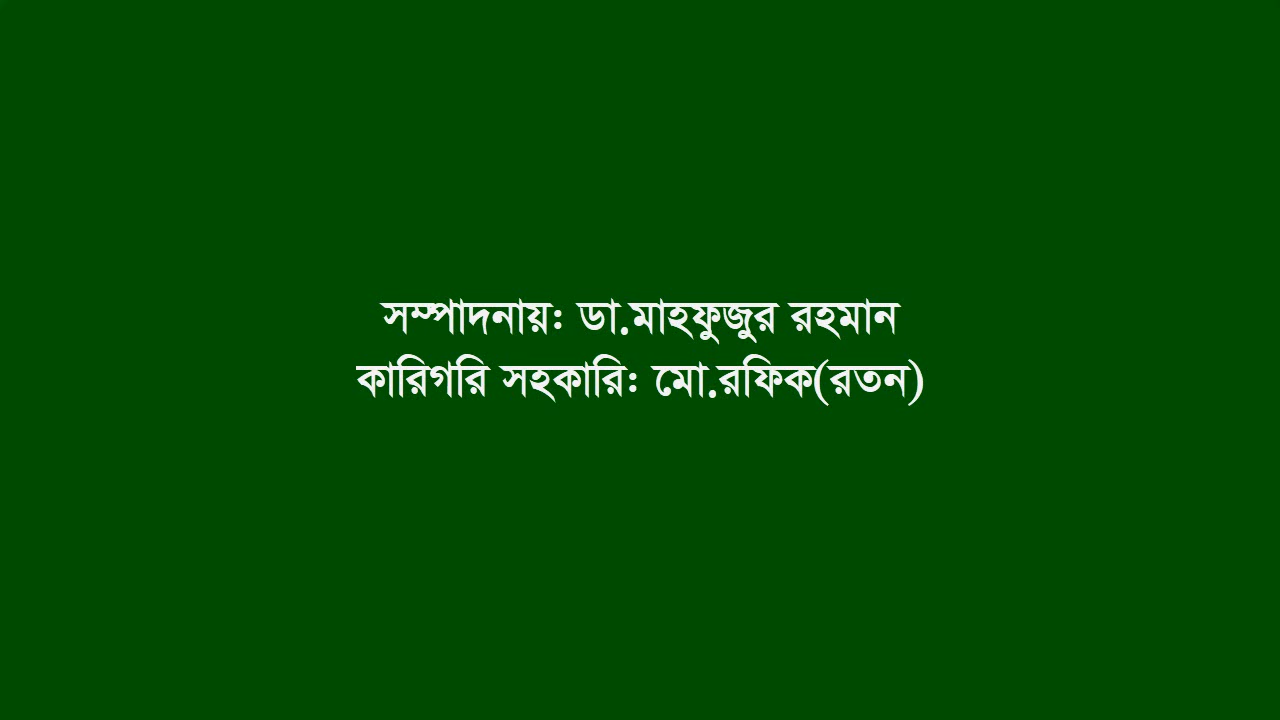 সম্পাদনায়ঃ ডা.মাহফুজুর রহমান
কারিগরি সহকারিঃ মো.রফিক(রতন)